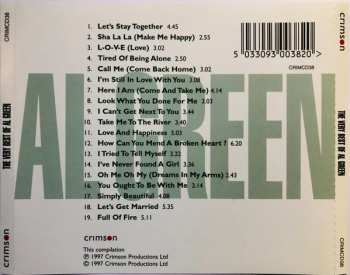 crimson
CRIMCD38
5 033093 003820
CRIMCD38
THE VERY BEST OF AL GREEN
THE VERY BEST OF AL GREEN
AL GREEN
1. Let's Stay Together 4.45
2. Sha La La (Make Me Happy) 2.55
3. L-O-V-E (Love) 3.02
4. Tired Of Being Alone 2.50
5. Call Me (Come Back Home) 3.02
6. I'm Still In Love With You 3.08
7. Here I Am (Come And Take Me) 4.10
8. Look What You Done For Me 3.02
9. I Can't Get Next To You 3.44
10. Take Me To The River 3.35
11. Love And Happiness 5.00
12. How Can You Mend A Broken Heart? 6.20
13. I Tried To Tell Myself 3.32
14. I've Never Found A Girl 3.36
15. Oh Me Oh My (Dreams In My Arms) 2.43
16. You Ought To Be With Me 3.14
17. Simply Beautiful 4.08
18. Let's Get Married 5.35
19. Full Of Fire 5.11
crimson
This compilation
℗ 1997 Crimson Productions Ltd
© 1997 Crimson Productions Ltd